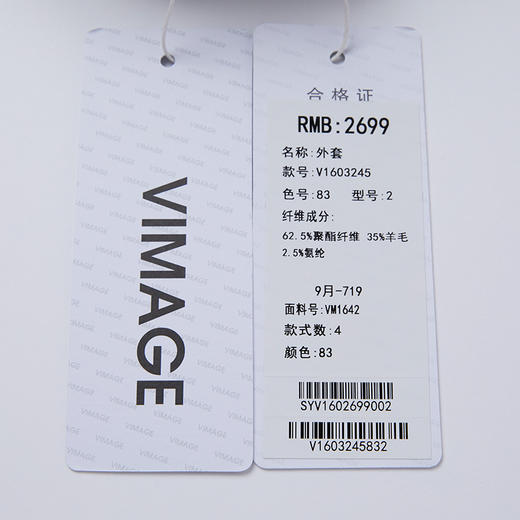 VIMAGE
合格证
RMB:2699
名称:外套
款号:V1603245
色号:83 型号:2
纤维成分:
62.5%聚酯纤维 35%羊毛
2.5%氨纶
9月-719
面料号:VM1642
款式数:4
颜色:83
SYV1602699002
V1603245832